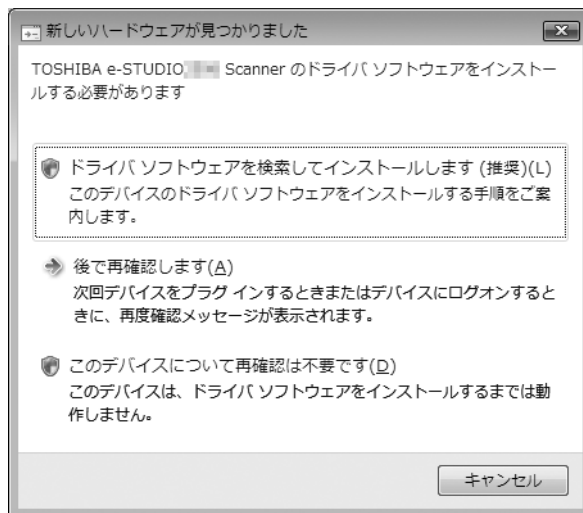 新しいハードウェアが見つかりました
TOSHIBA e-STUDIO Scanner のドライバ ソフトウェアをインストー
ルする必要があります
ドライバ ソフトウェアを検索してインストールします (推奨)(L)
このデバイスのドライバ ソフトウェアをインストールする手順をご案
内します。
後で再確認します(A)
次回デバイスをプラグ インするときまたはデバイスにログオンすると
きに、再度確認メッセージが表示されます。
このデバイスについて再確認は不要です(D)
このデバイスは、ドライバ ソフトウェアをインストールするまでは動
作しません。
キャンセル